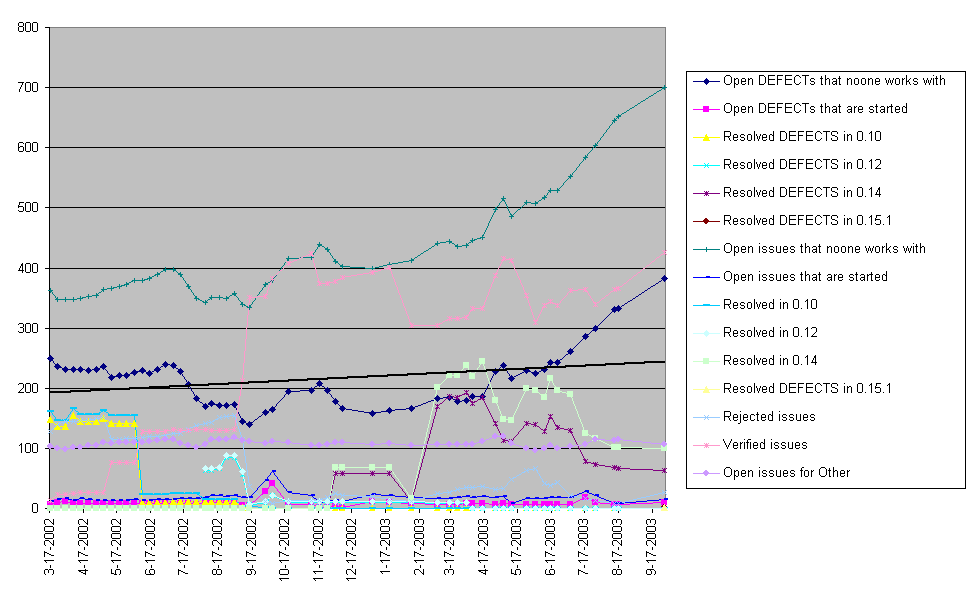 800
700
600
500
400
300
200
100
0
3-17-2002
4-17-2002
5-17-2002
6-17-2002
7-17-2002
8-17-2002
9-17-2002
10-17-2002
11-17-2002
12-17-2002
1-17-2003
2-17-2003
3-17-2003
4-17-2003
5-17-2003
6-17-2003
7-17-2003
8-17-2003
9-17-2003
Open DEFECTs that noone works with
Open DEFECTs that are started
Resolved DEFECTS in 0.10
Resolved DEFECTS in 0.12
Resolved DEFECTS in 0.14
Resolved DEFECTS in 0.15.1
Open issues that noone works with
Open issues that are started
Resolved in 0.10
Resolved in 0.12
Resolved in 0.14
Resolved DEFECTS in 0.15.1
Rejected issues
Verified issues
Open issues for Other